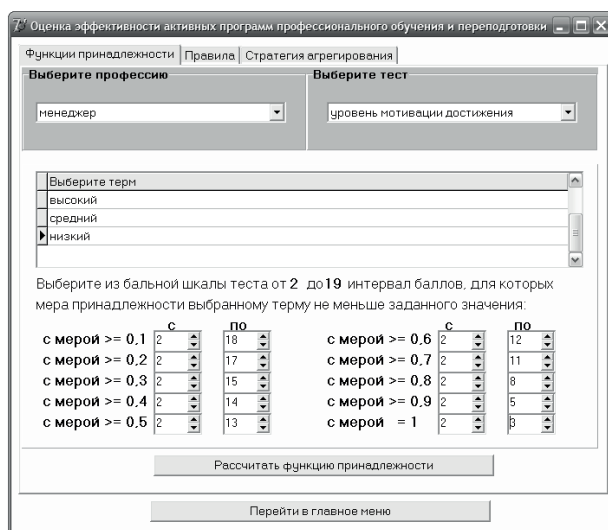 Оценка эффективности активных программ профессионального обучения и переподготовки
Функции принадлежности Правила Стратегия агрегирования
Выберите профессию Выберите тест
менеджер уровень мотивации достижения
Выберите терм
высокий
средний
низкий
Выберите из бальной шкалы теста от 2 до 19 интервал баллов, для которых
мера принадлежности выбранному терму не меньше заданного значения:
с по с по
с мерой >= 0,1 2 18 с мерой >= 0,6 2 12
с мерой >= 0,2 2 17 с мерой >= 0,7 2 11
с мерой >= 0,3 2 15 с мерой >= 0,8 2 8
с мерой >= 0,4 2 14 с мерой >= 0,9 2 5
с мерой >= 0,5 2 13 с мерой = 1 2 3
Рассчитать функцию принадлежности
Перейти в главное меню